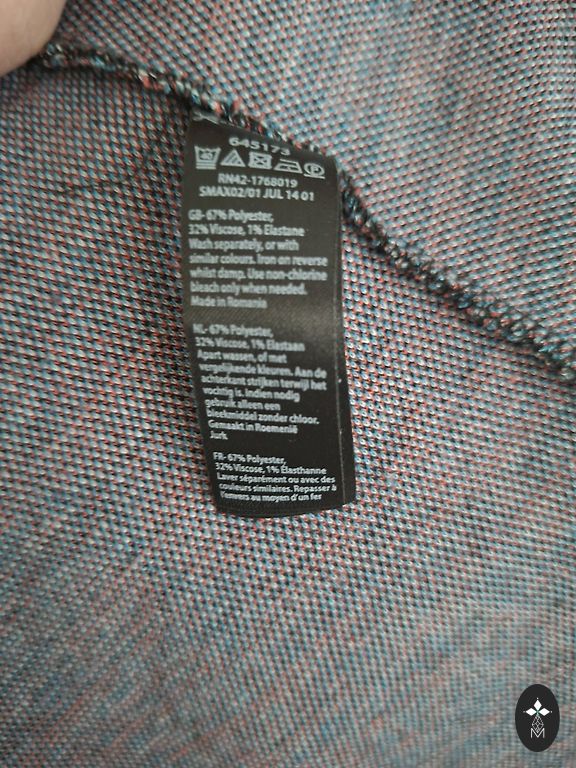 645173
RN42-1768019
SMAX02/01 JUL 14 01
GB- 67% Polyester,
32% Viscose, 1% Elastane
Wash separately, or with
similar colours. Iron on reverse
whilst damp. Use non-chlorine
bleach only when needed.
Made in Romania
NL- 67% Polyester,
32% Viscose, 1% Elastaan
Apart wassen, of met
vergelijkende kleuren. Aan de
achterkant strijken terwijl het
vochtig is. Indien nodig
gebruik alleen een
bleekmiddel zonder chloor.
Gemaakt in Roemenië
Jurk
FR- 67% Polyester,
32% Viscose, 1% Élasthanne
Laver séparément ou avec des
couleurs similaires. Repasser à
l'envers au moyen d'un fer
M